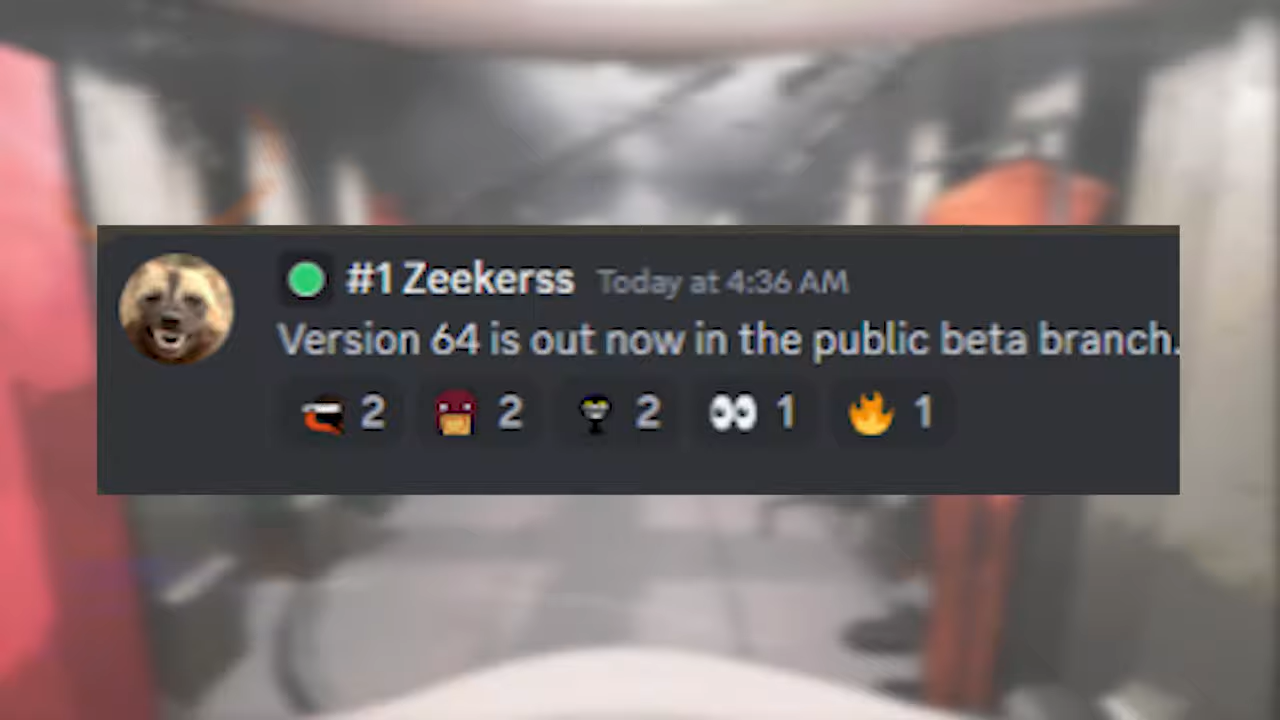 #1 Zeekerss Today at 4:36 AM
Version 64 is out now in the public beta branch.
2 2 2 1 1